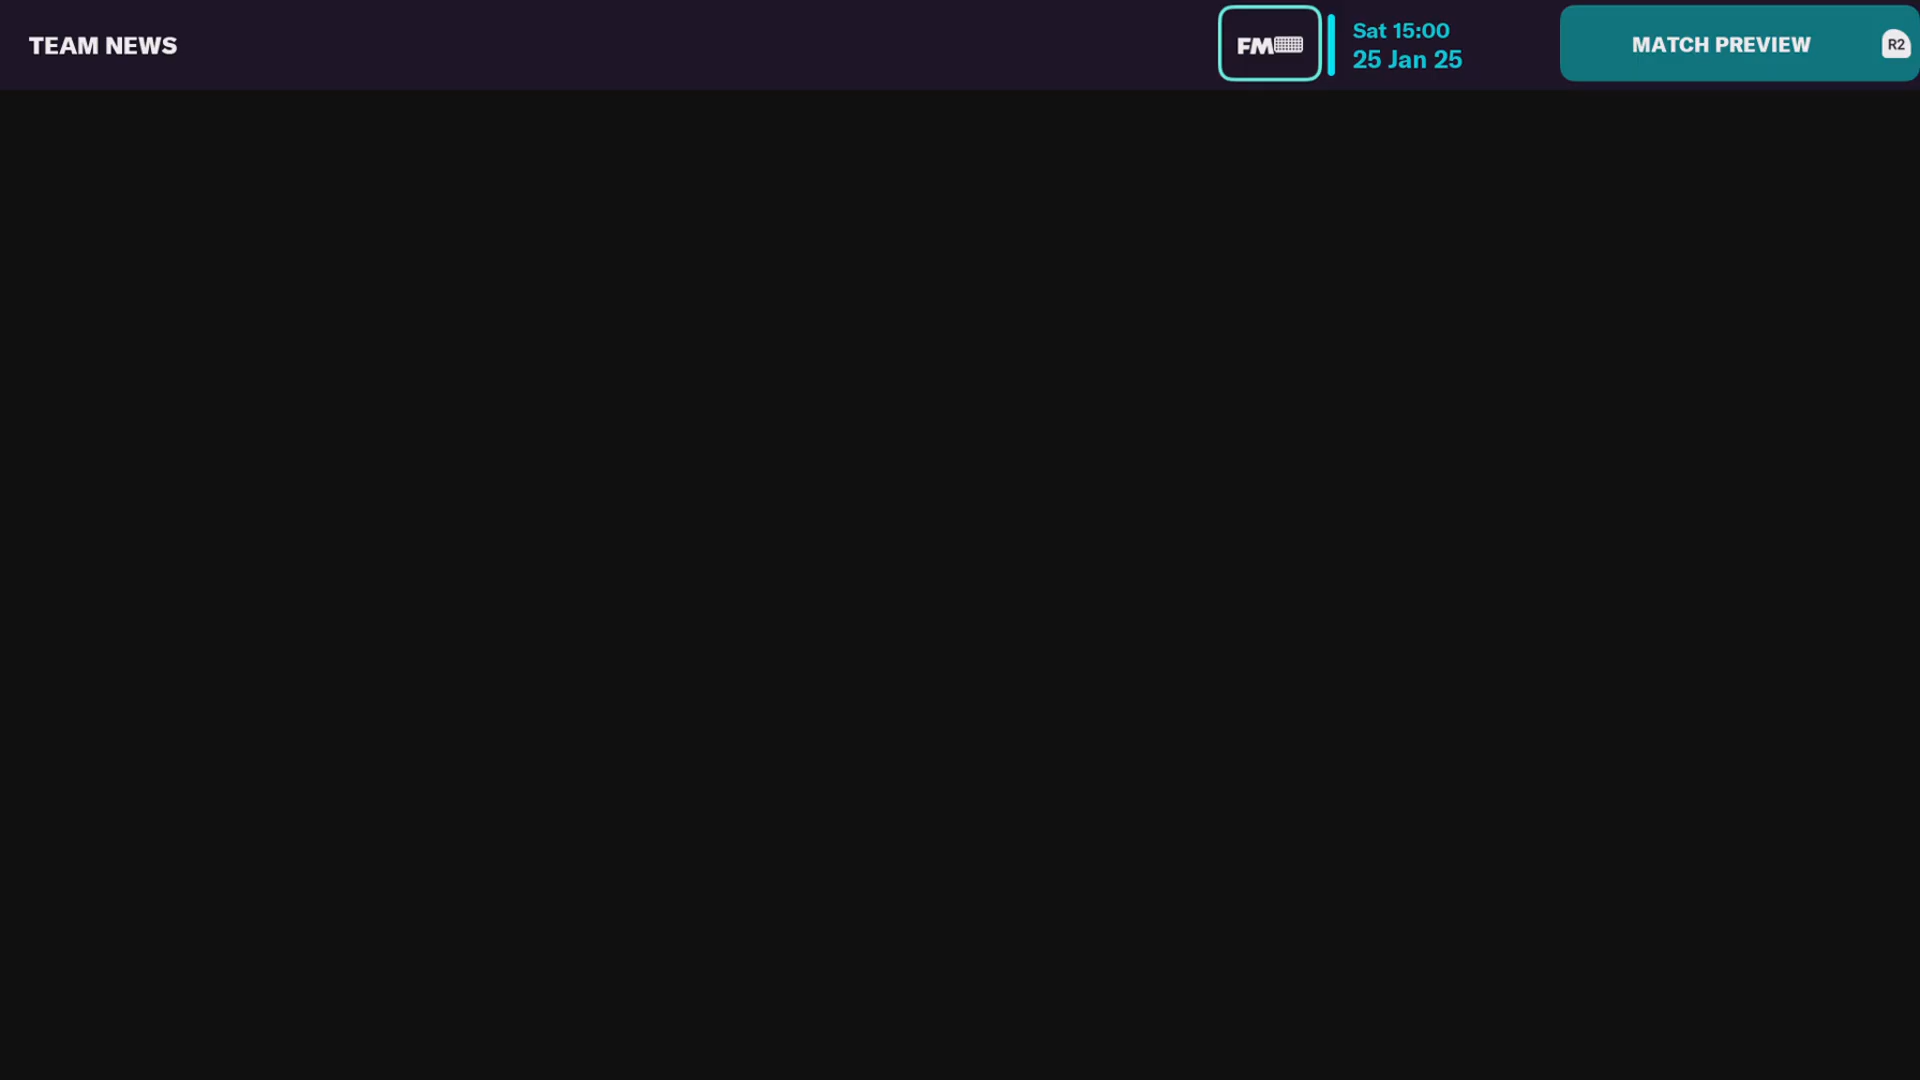 TEAM NEWS
FM
Sat 15:00
25 Jan 25
MATCH PREVIEW
R2